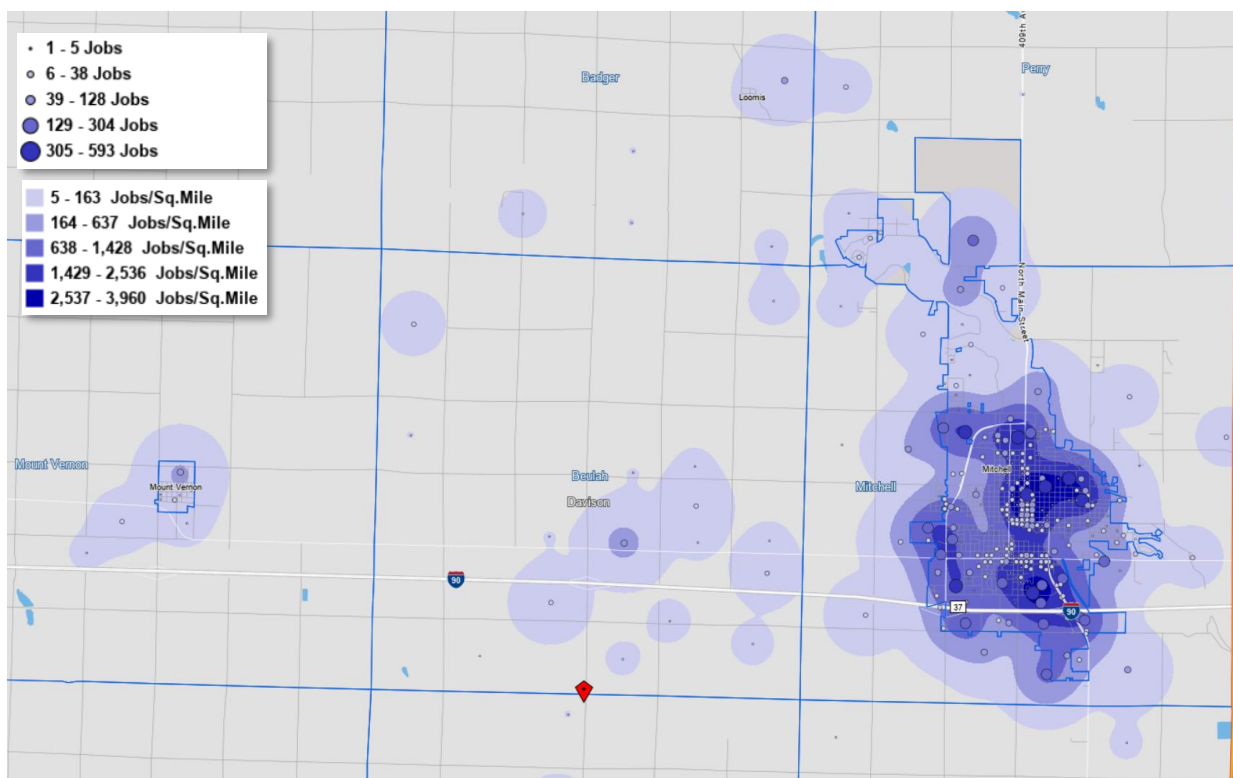 1 - 5 Jobs
6 - 38 Jobs
39 - 128 Jobs
129 - 304 Jobs
305 - 593 Jobs
5 - 163 Jobs/Sq.Mile
164 - 637 Jobs/Sq.Mile
638 - 1,428 Jobs/Sq.Mile
1,429 - 2,536 Jobs/Sq.Mile
2,537 - 3,960 Jobs/Sq.Mile
409th Av
Badger
Perry
Loomis
North Main Street
Mount Vernon
Mount Vernon
Beulah
Davison
Mitchell
Mitchell
90
37
90